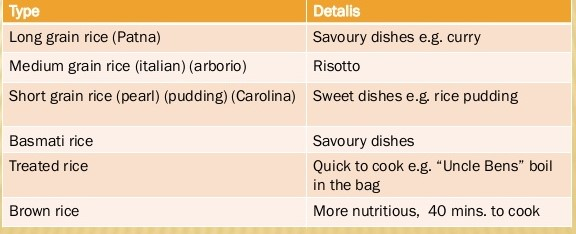 Type Details
Long grain rice (Patna) Savoury dishes e.g. curry
Medium grain rice (italian) (arborio) Risotto
Short grain rice (pearl) (pudding) (Carolina) Sweet dishes e.g. rice pudding
Basmati rice Savoury dishes
Treated rice Quick to cook e.g. “Uncle Bens” boil
in the bag
Brown rice More nutritious, 40 mins. to cook